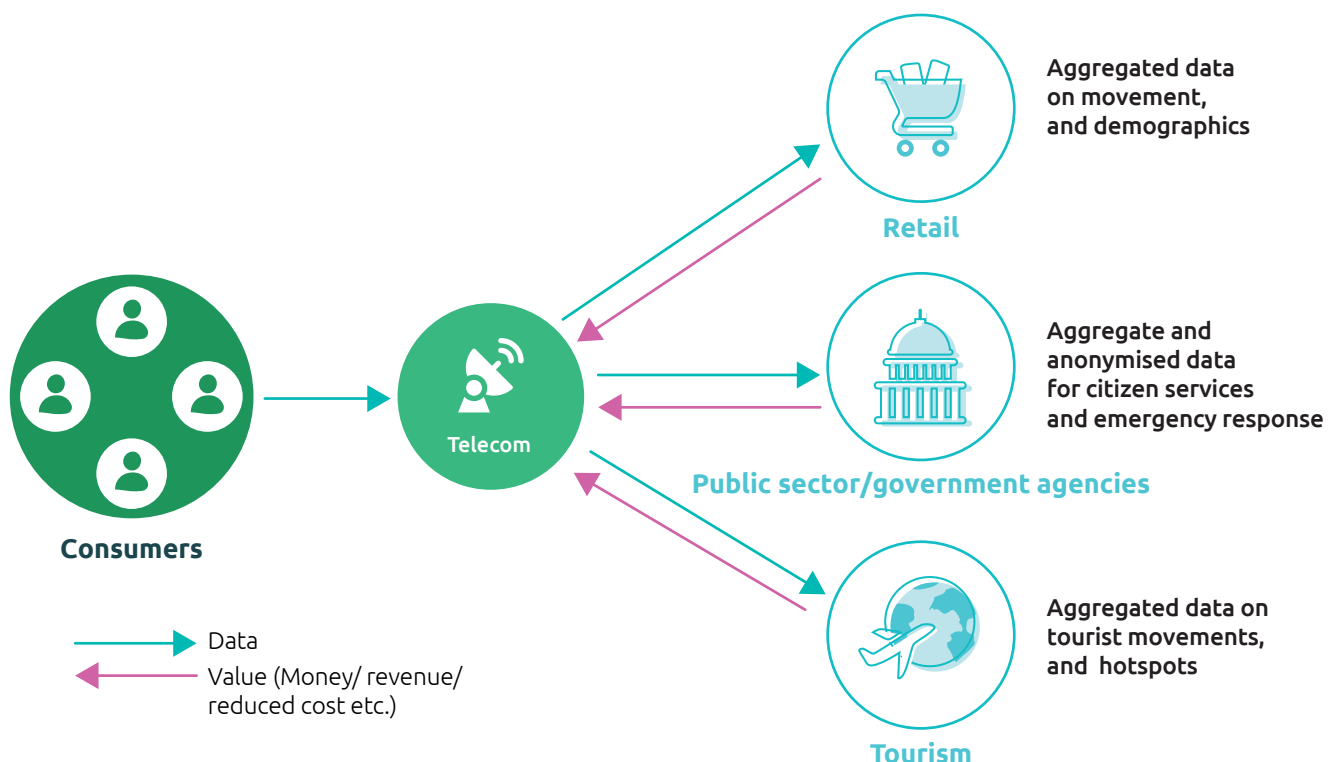 Aggregated data
on movement,
and demographics
Retail
Telecom
Consumers
Aggregate and
anonymised data
for citizen services
and emergency response
Public sector/government agencies
Aggregated data on
tourist movements,
and hotspots
Tourism
Data
Value (Money/ revenue/
reduced cost etc.)